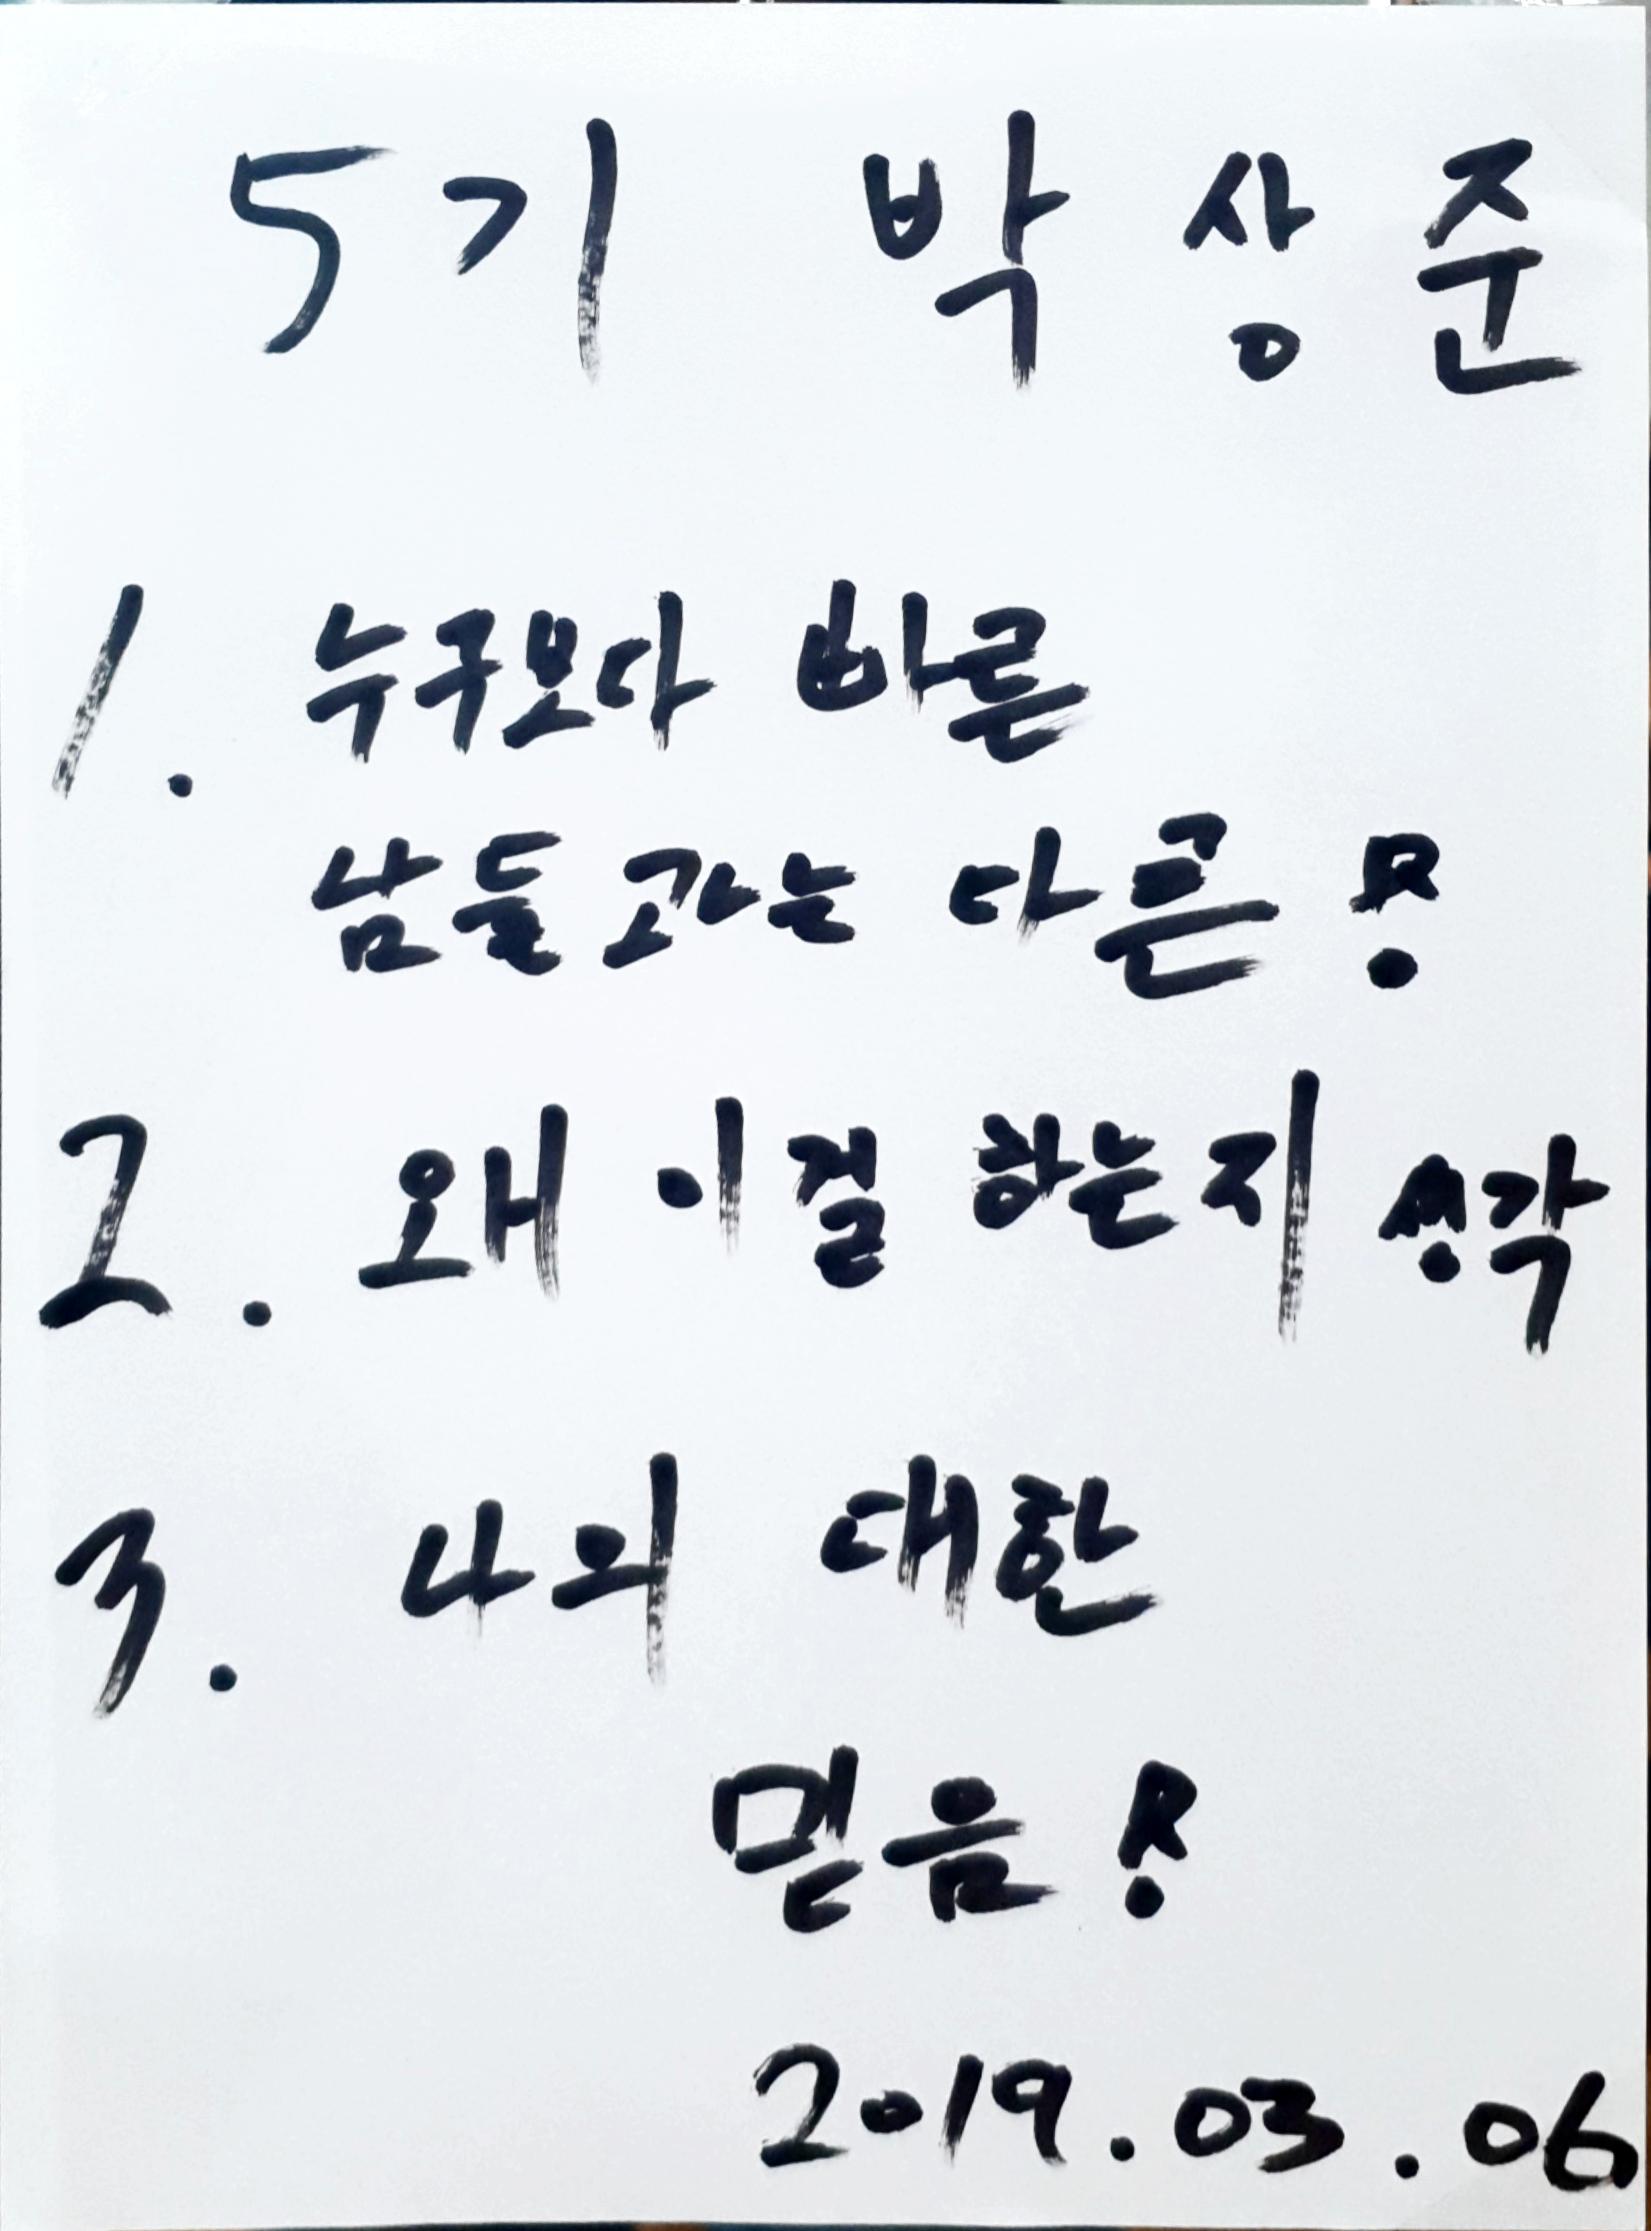 5기 박상준
1. 누구보다 빠른
남들과는 다른!
2. 왜 이걸 하는지 생각
3. 나의 대한
믿음!
2019.03.06